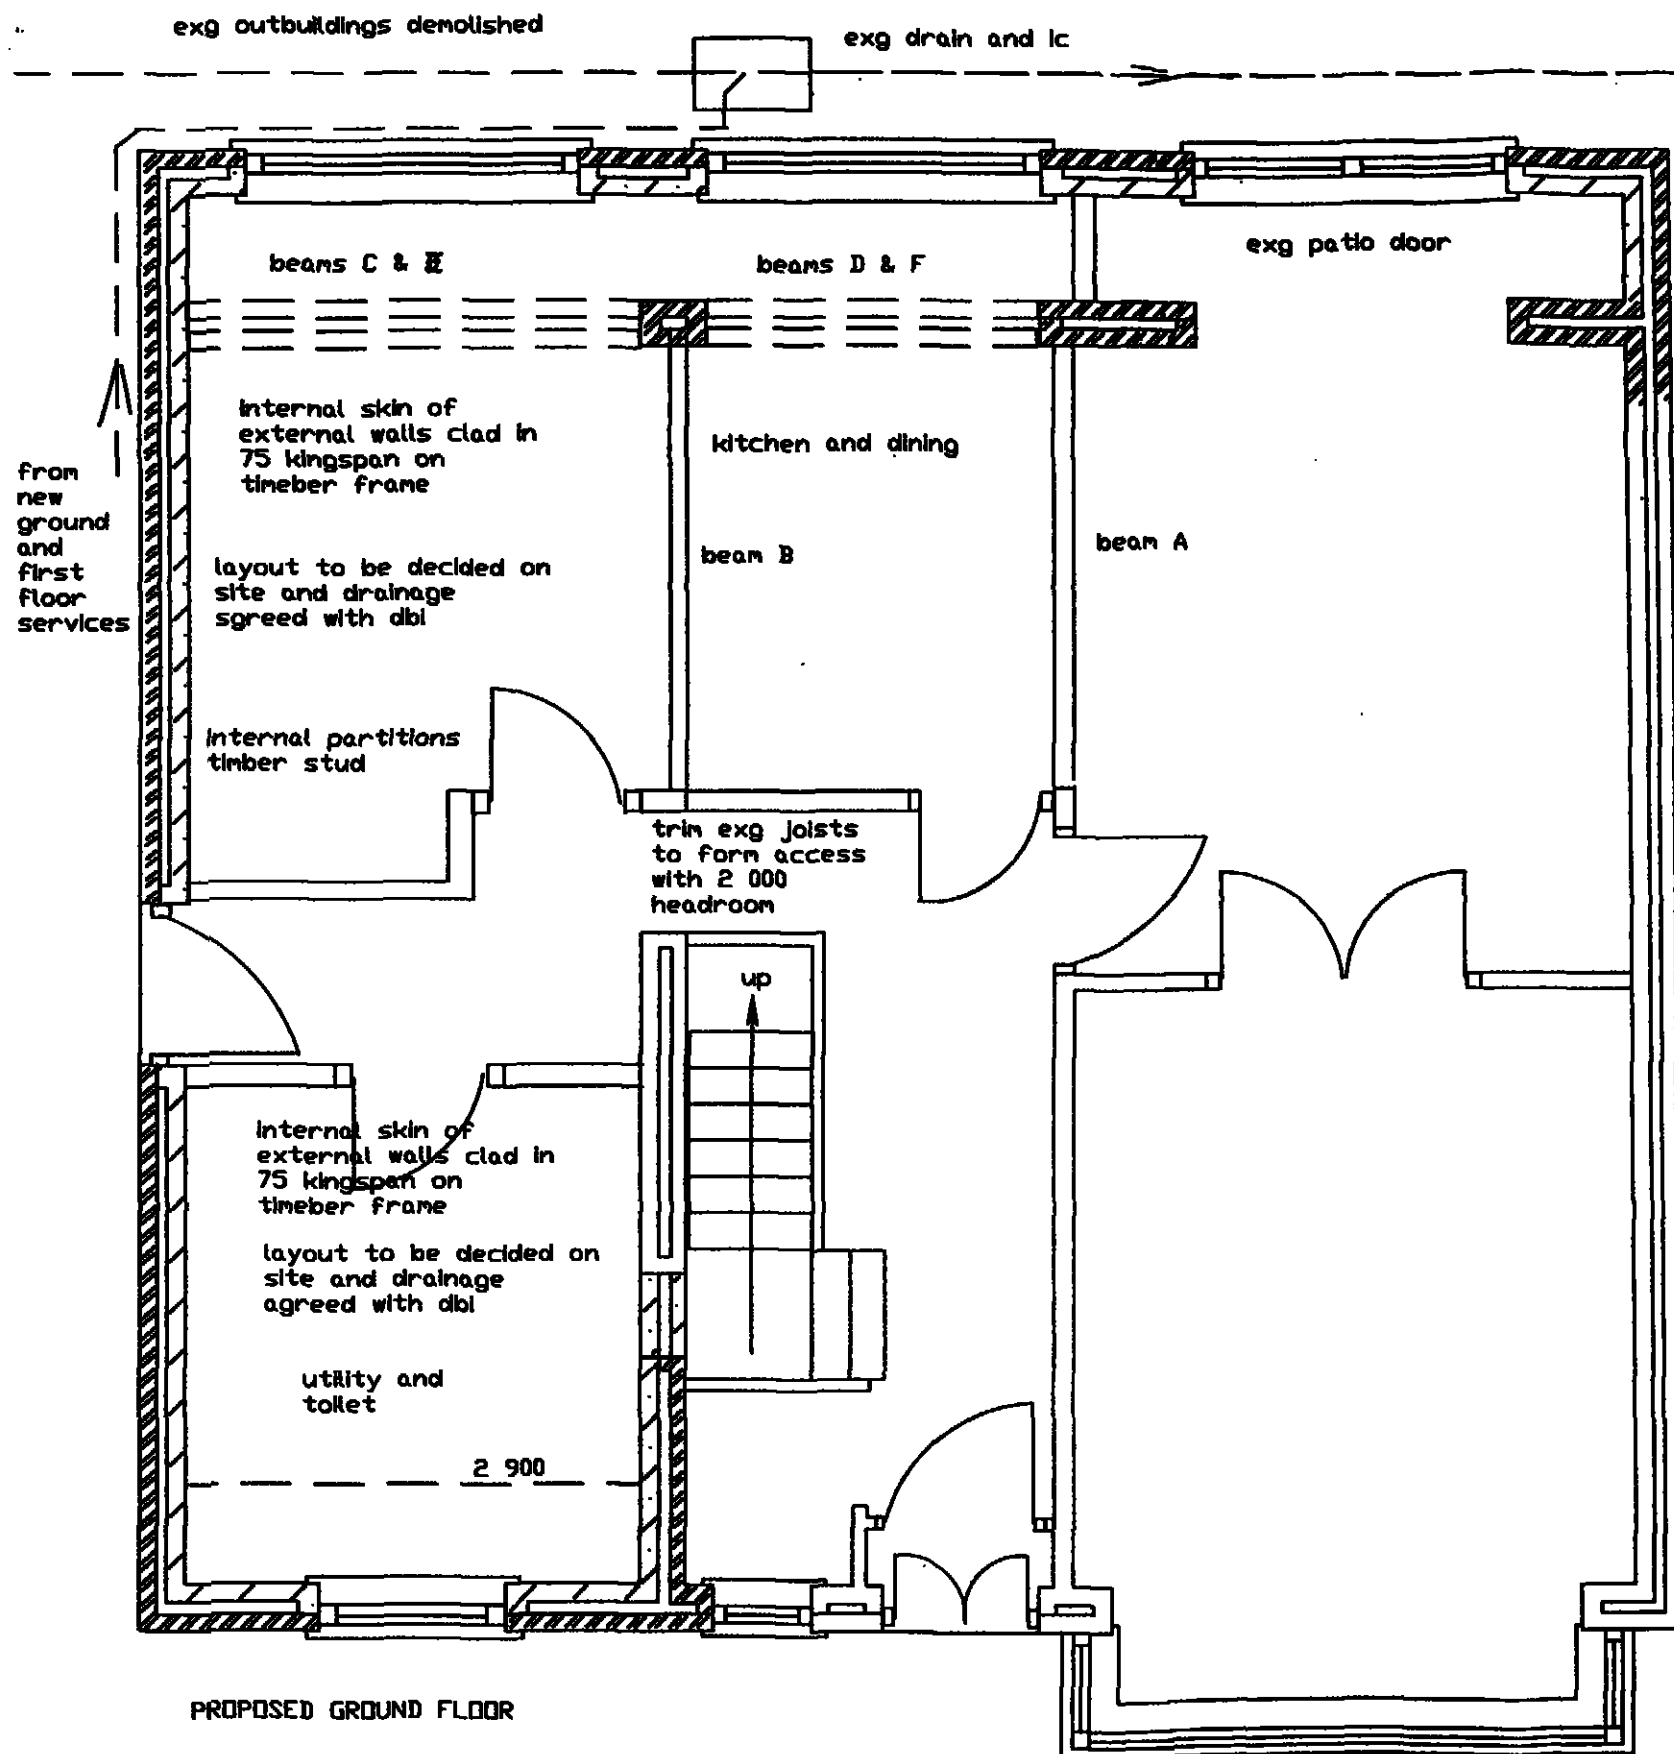 exg outbuildings demolished
exg drain and ic
beams C &
beams D & F
exg patio door
internal skin of
external walls clad in
75 kingspan on
timeber frame
kitchen and dining
from
new
ground
and
first
floor
services
beam B
beam A
layout to be decided on
site and drainage
sgreed with dbi
internal partitions
timber stud
trim exg joists
to form access
with 2 000
headroom
up
internal skin of
external walls clad in
75 kingspan on
timeber frame
layout to be decided on
site and drainage
agreed with dbi
utility and
toilet
2 900
PROPOSED GROUND FLOOR